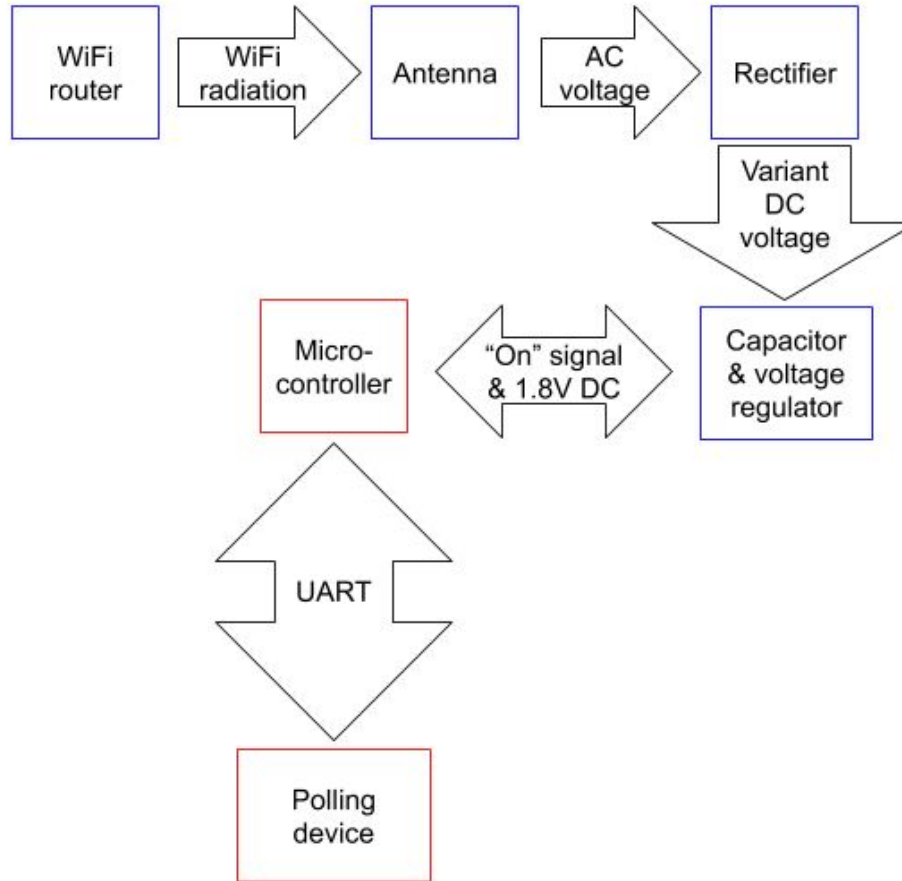 WiFi
router
WiFi
radiation
Antenna
AC
voltage
Rectifier
Variant
DC
voltage
Micro-
controller
“On” signal
& 1.8V DC
Capacitor
& voltage
regulator
UART
Polling
device